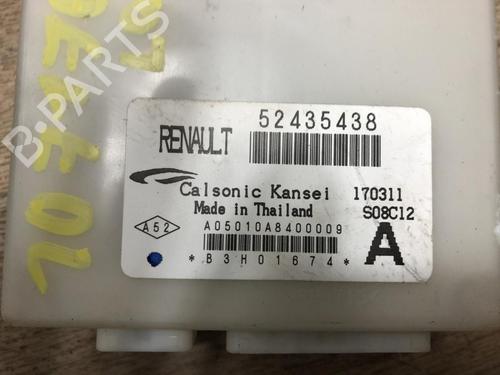 B-PARTS
52435438
RENAULT
Calsonic Kansei 170311
Made in Thailand S08C12
A52 A05010A8400009 A
*B3H01674*